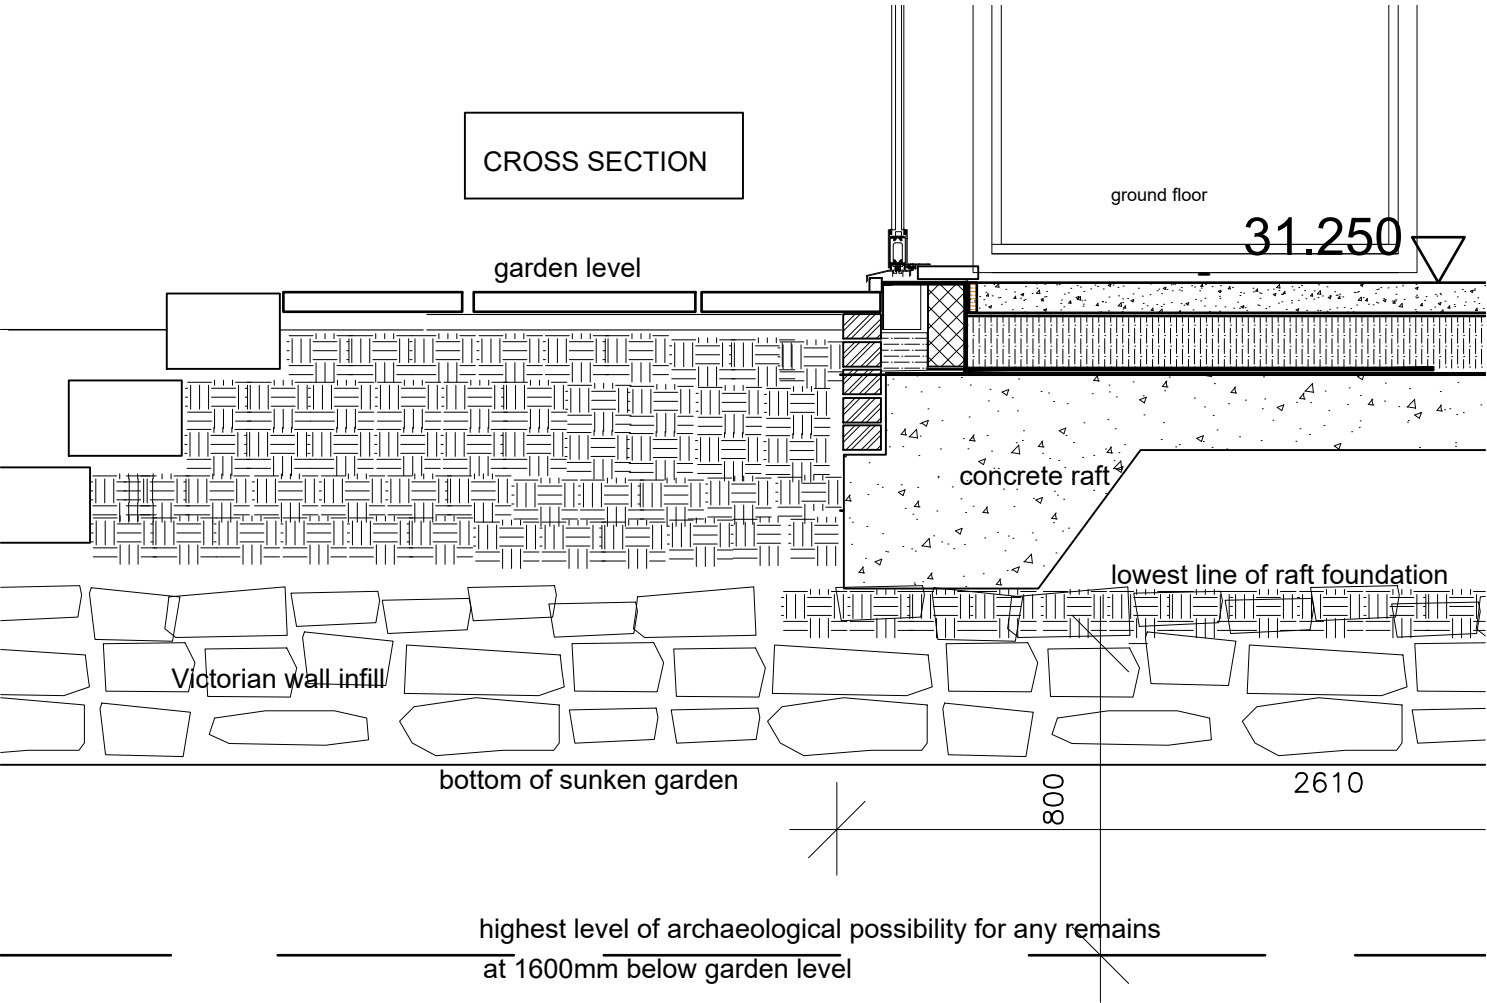 CROSS SECTION
ground floor
31.250
garden level
concrete raft
lowest line of raft foundation
Victorian wall infill
bottom of sunken garden
800
2610
highest level of archaeological possibility for any remains
at 1600mm below garden level